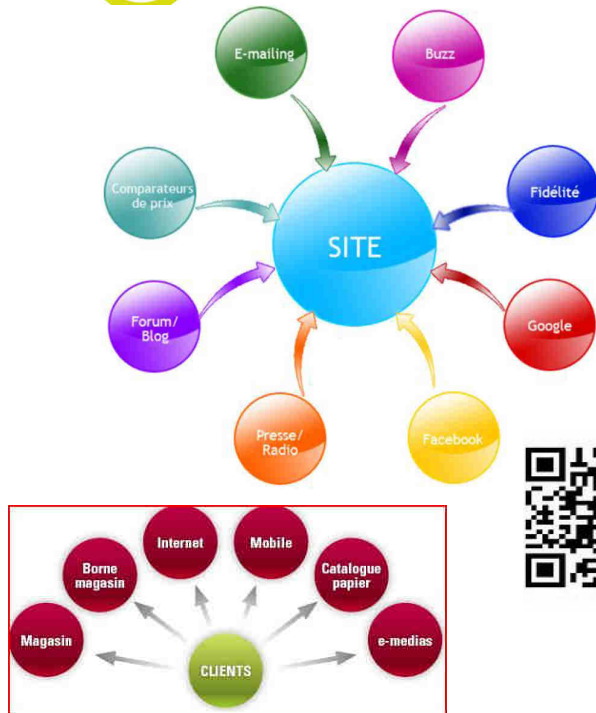 E-mailing
Buzz
Comparateurs
de prix
Fidélité
SITE
Forum/
Blog
Google
Presse/
Radio
Facebook
Internet
Mobile
Borne
magasin
Catalogue
papier
Magasin
e-medias
CLIENTS